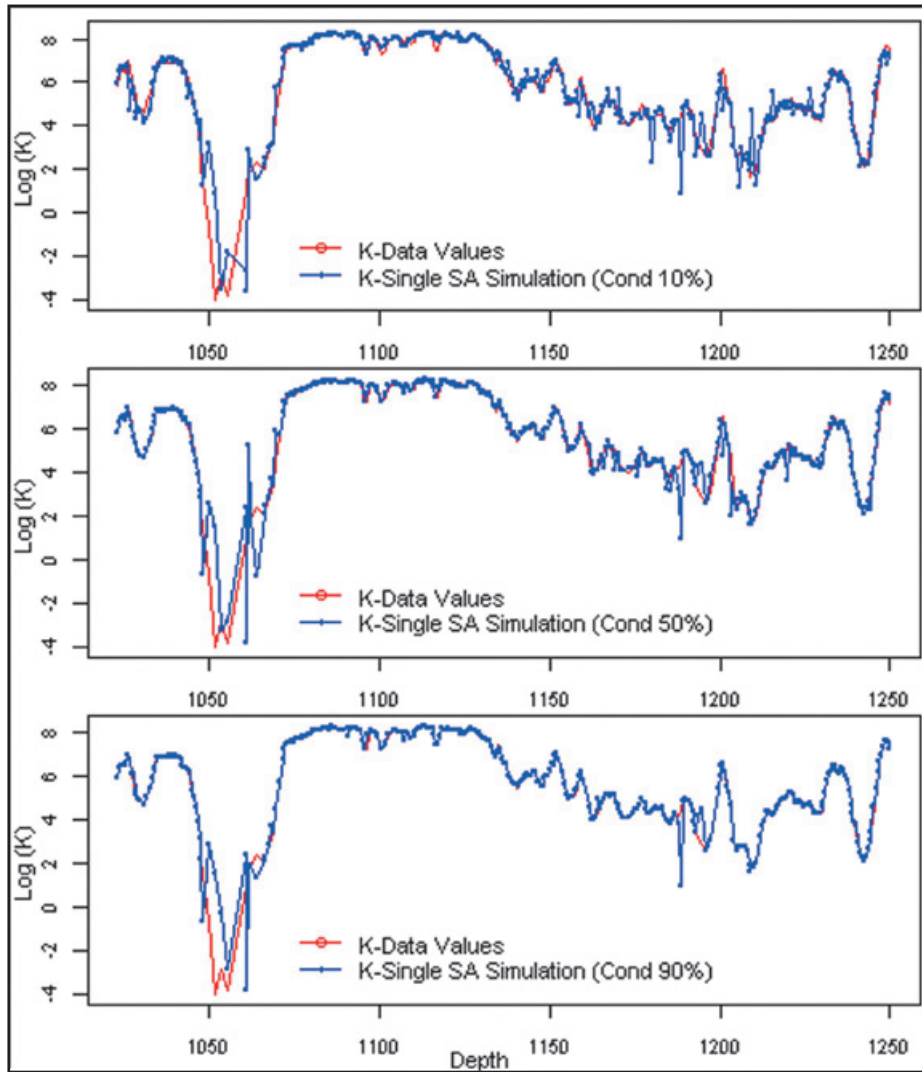 8
6
4
2
0
-2
-4
Log (K)
K-Data Values
K-Single SA Simulation (Cond 10%)
1050 1100 1150 1200 1250
8
6
4
2
0
-2
-4
Log (K)
K-Data Values
K-Single SA Simulation (Cond 50%)
1050 1100 1150 1200 1250
8
6
4
2
0
-2
-4
Log (K)
K-Data Values
K-Single SA Simulation (Cond 90%)
1050 1100 1150 1200 1250
Depth